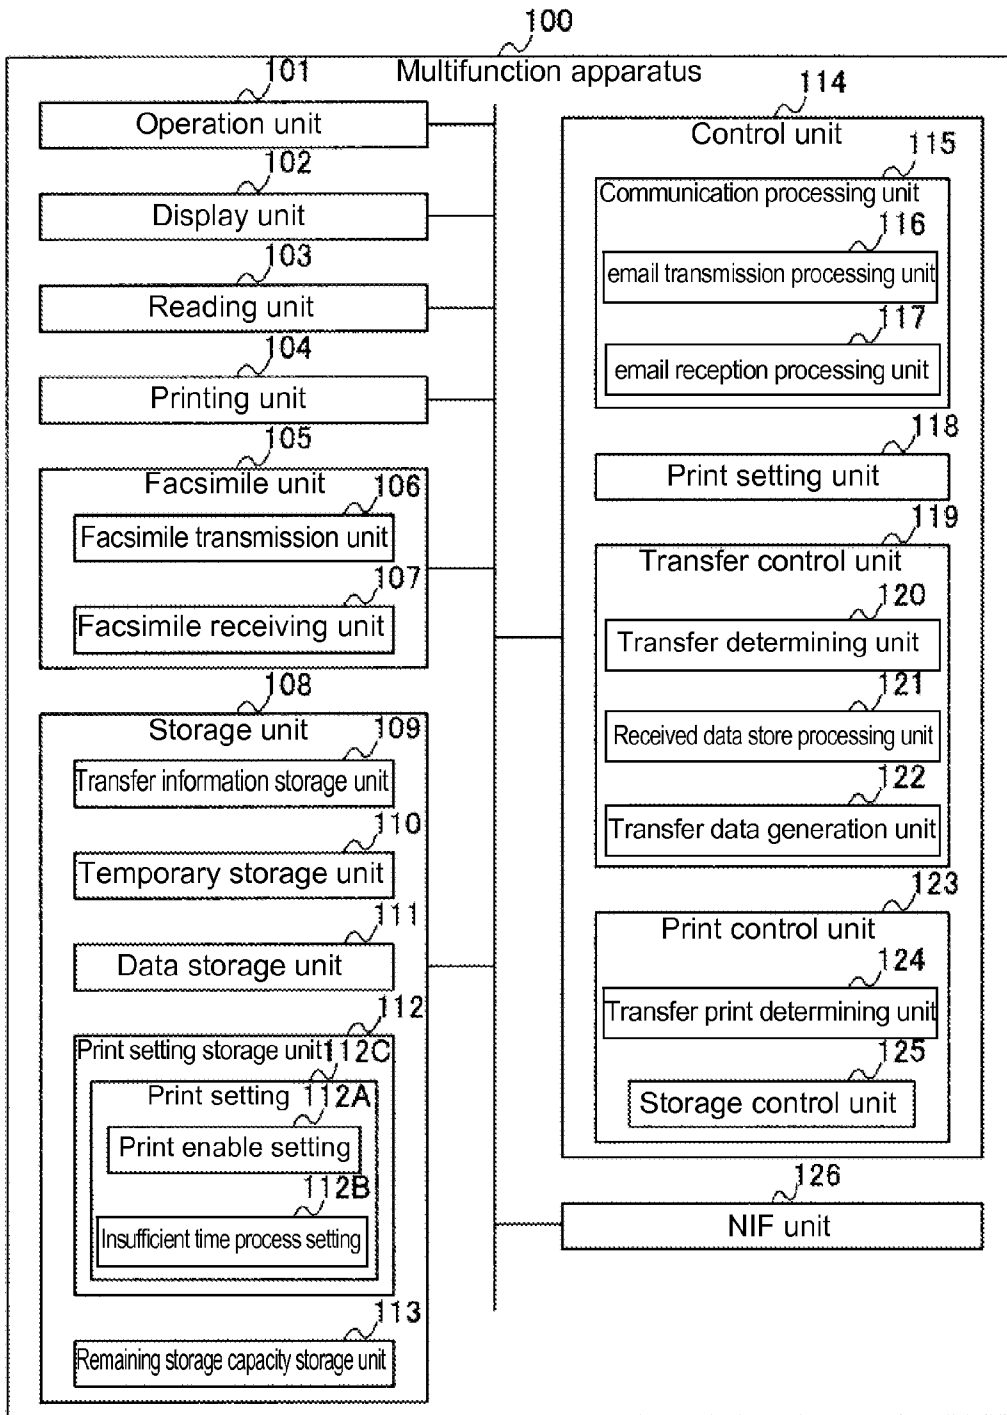 100
Multifunction apparatus
101
Operation unit
102
Display unit
103
Reading unit
104
Printing unit
105
Facsimile unit
106
Facsimile transmission unit
107
Facsimile receiving unit
108
Storage unit
109
Transfer information storage unit
110
Temporary storage unit
111
Data storage unit
112
Print setting storage unit
112C
Print setting
112A
Print enable setting
112B
Insufficient time process setting
113
Remaining storage capacity storage unit
114
Control unit
115
Communication processing unit
116
email transmission processing unit
117
email reception processing unit
118
Print setting unit
119
Transfer control unit
120
Transfer determining unit
121
Received data store processing unit
122
Transfer data generation unit
123
Print control unit
124
Transfer print determining unit
125
Storage control unit
126
NIF unit